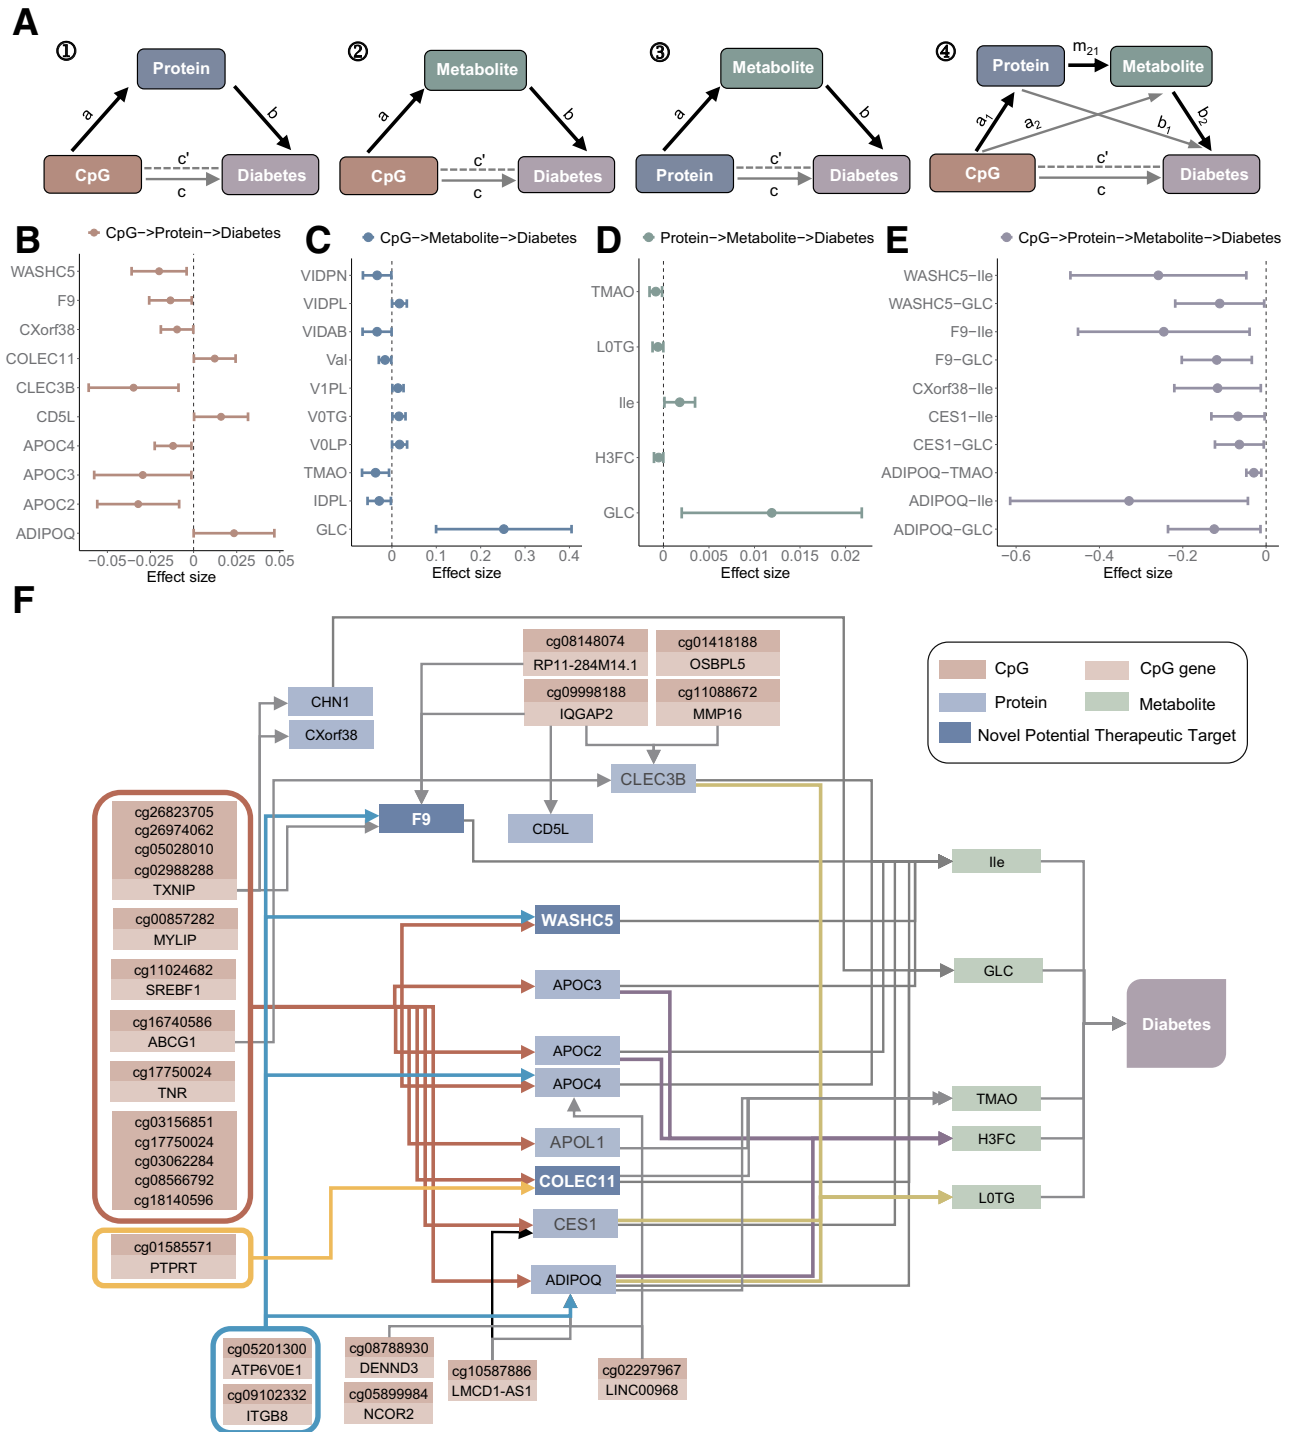 A
① Protein a b CpG c' c Diabetes
② Metabolite a b CpG c' c Diabetes
③ Metabolite a b Protein c' c Diabetes
④ Protein m21 Metabolite a1 a2 b1 b2 CpG c' c Diabetes
B
CpG->Protein->Diabetes
WASHC5
F9
CXorf38
COLEC11
CLEC3B
CD5L
APOC4
APOC3
APOC2
ADIPOQ
−0.05−0.025 0 0.025 0.05
Effect size
C
CpG->Metabolite->Diabetes
VIDPN
VIDPL
VIDAB
Val
V1PL
V0TG
V0LP
TMAO
IDPL
GLC
0 0.1 0.2 0.3 0.4
Effect size
D
Protein->Metabolite->Diabetes
TMAO
L0TG
Ile
H3FC
GLC
0 0.005 0.01 0.015 0.02
Effect size
E
CpG->Protein->Metabolite->Diabetes
WASHC5-Ile
WASHC5-GLC
F9-Ile
F9-GLC
CXorf38-Ile
CES1-Ile
CES1-GLC
ADIPOQ-TMAO
ADIPOQ-Ile
ADIPOQ-GLC
−0.6 −0.4 −0.2 0
Effect size
F
cg08148074
RP11-284M14.1
cg01418188
OSBPL5
cg09998188
IQGAP2
cg11088672
MMP16
CpG
CpG gene
Protein
Metabolite
Novel Potential Therapeutic Target
CHN1
CXorf38
CLEC3B
F9
CD5L
cg26823705
cg26974062
cg05028010
cg02988288
TXNIP
cg00857282
MYLIP
cg11024682
SREBF1
cg16740586
ABCG1
cg17750024
TNR
cg03156851
cg17750024
cg03062284
cg08566792
cg18140596
cg01585571
PTPRT
WASHC5
APOC3
APOC2
APOC4
APOL1
COLEC11
CES1
ADIPOQ
Ile
GLC
TMAO
H3FC
L0TG
Diabetes
cg05201300
ATP6V0E1
cg09102332
ITGB8
cg08788930
DENND3
cg05899984
NCOR2
cg10587886
LMCD1-AS1
cg02297967
LINC00968